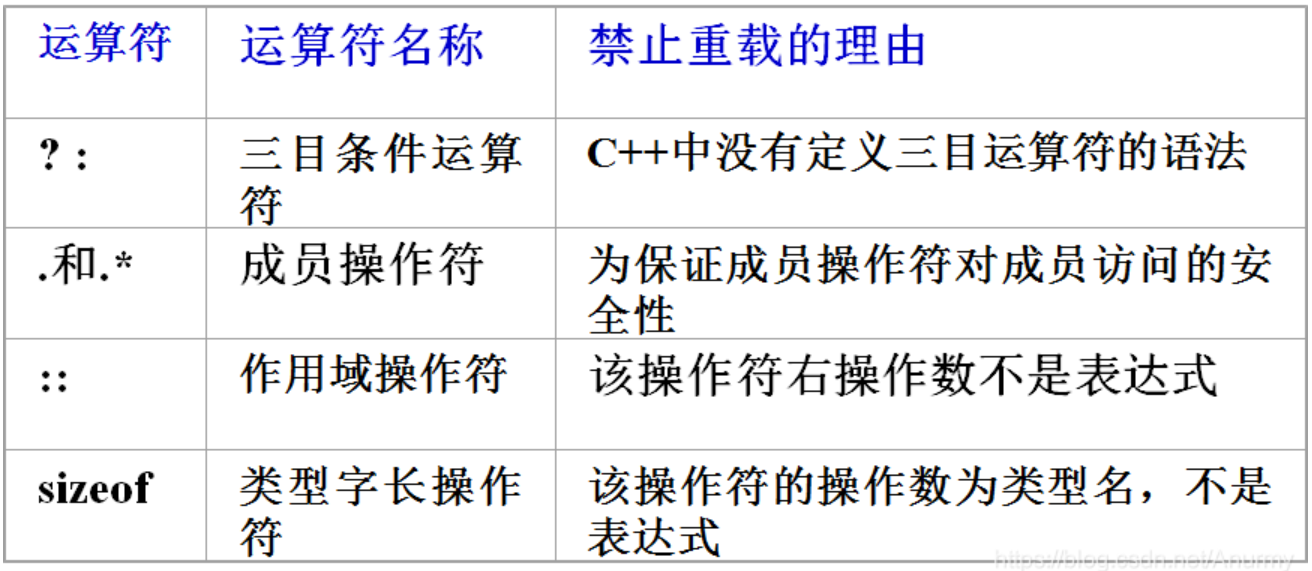 运算符 运算符名称 禁止重载的理由
? : 三目条件运算 C++中没有定义三目运算符的语法
符
.和.* 成员操作符 为保证成员操作符对成员访问的安
全性
:: 作用域操作符 该操作符右操作数不是表达式
sizeof 类型字长操作 该操作符的操作数为类型名，不是
符 表达式
https://blog.csdn.net/Anurmy